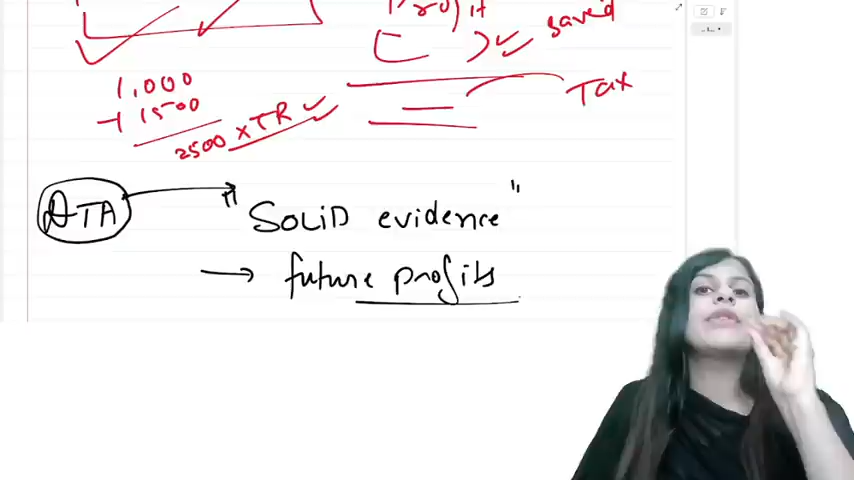 Profit
saved
1,000
+1500
2500 x TR
Tax
DTA
"SOLID evidence"
→ future profits